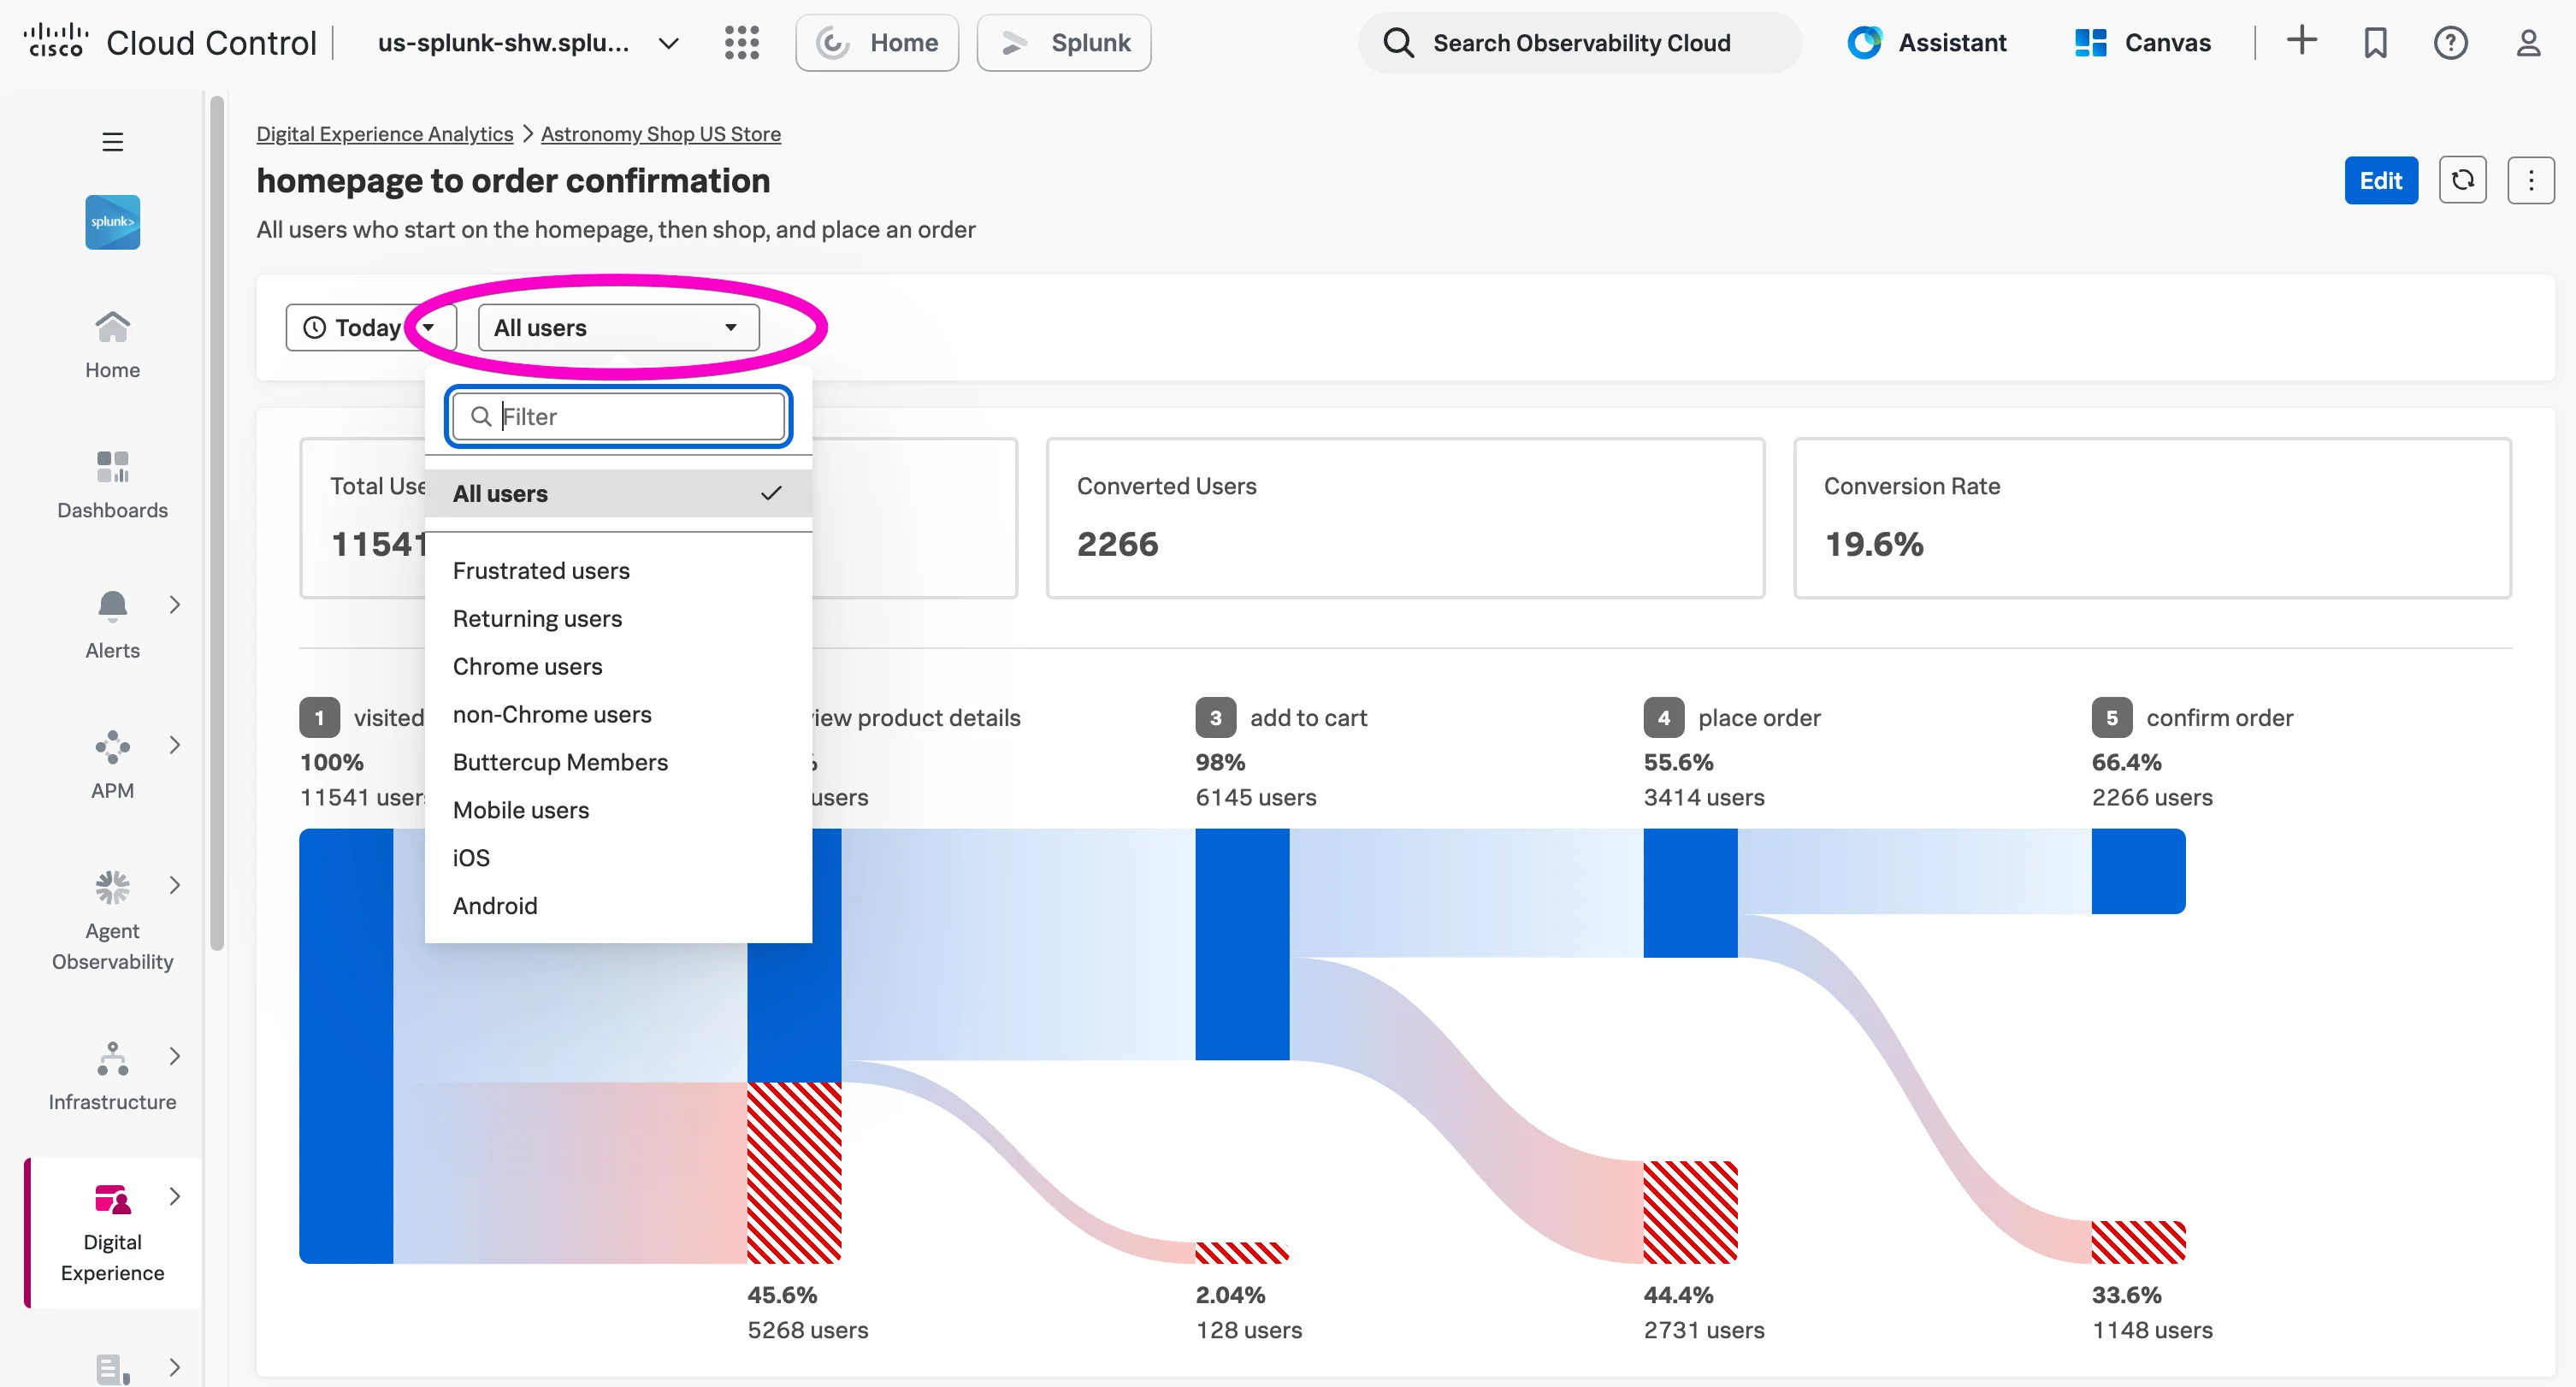 CISCO Cloud Control
us-splunk-shw.splu...
Home
Splunk
Search Observability Cloud
Assistant
Canvas
splunk>
Home
Dashboards
Alerts
APM
Agent
Observability
Infrastructure
Digital
Experience
Digital Experience Analytics > Astronomy Shop US Store
homepage to order confirmation
All users who start on the homepage, then shop, and place an order
Edit
Today
All users
Filter
All users
Frustrated users
Returning users
Chrome users
non-Chrome users
Buttercup Members
Mobile users
iOS
Android
Total
11541
Converted Users
2266
Conversion Rate
19.6%
1 visited
100%
11541 users
product details
users
3 add to cart
98%
6145 users
4 place order
55.6%
3414 users
5 confirm order
66.4%
2266 users
45.6%
5268 users
2.04%
128 users
44.4%
2731 users
33.6%
1148 users